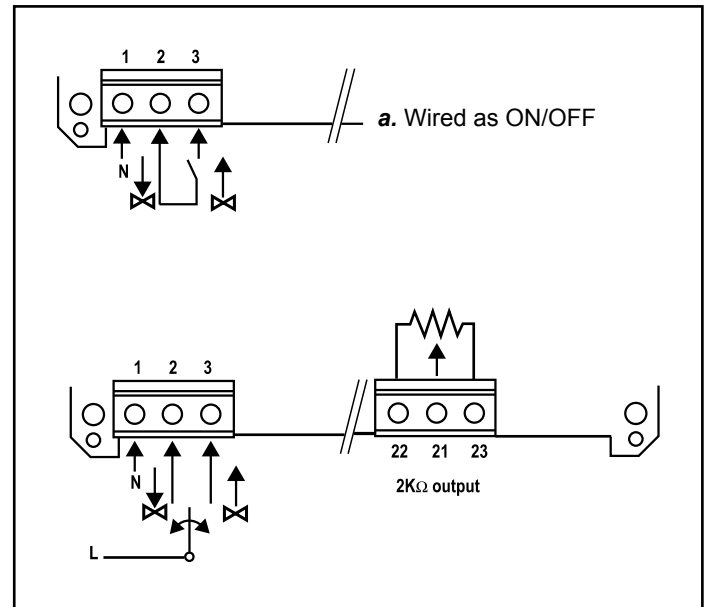 1 2 3
a. Wired as ON/OFF
N
1 2 3
22 21 23
N
2KΩ output
L